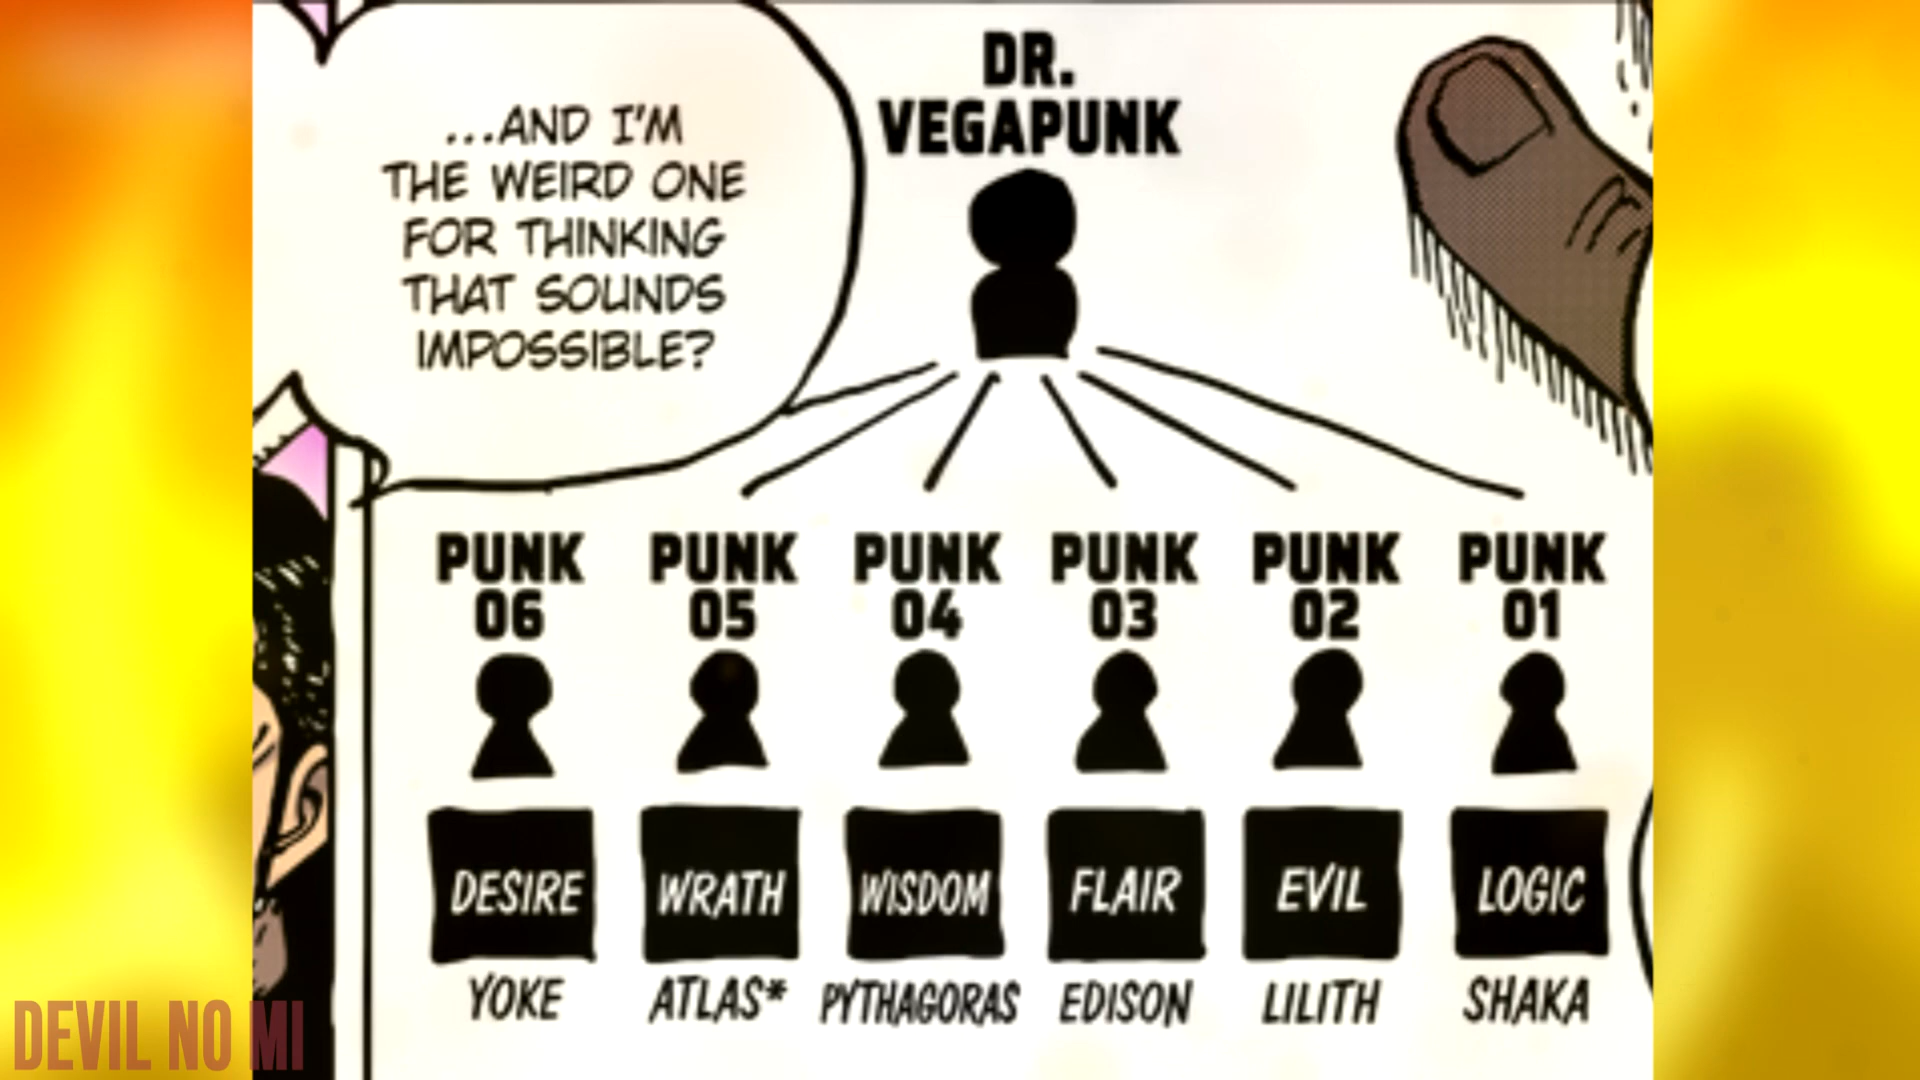 ...AND I'M
THE WEIRD ONE
FOR THINKING
THAT SOUNDS
IMPOSSIBLE?
DR.
VEGAPUNK
PUNK 06
PUNK 05
PUNK 04
PUNK 03
PUNK 02
PUNK 01
DESIRE
WRATH
WISDOM
FLAIR
EVIL
LOGIC
YOKE
ATLAS*
PYTHAGORAS
EDISON
LILITH
SHAKA
DEVIL NO MI